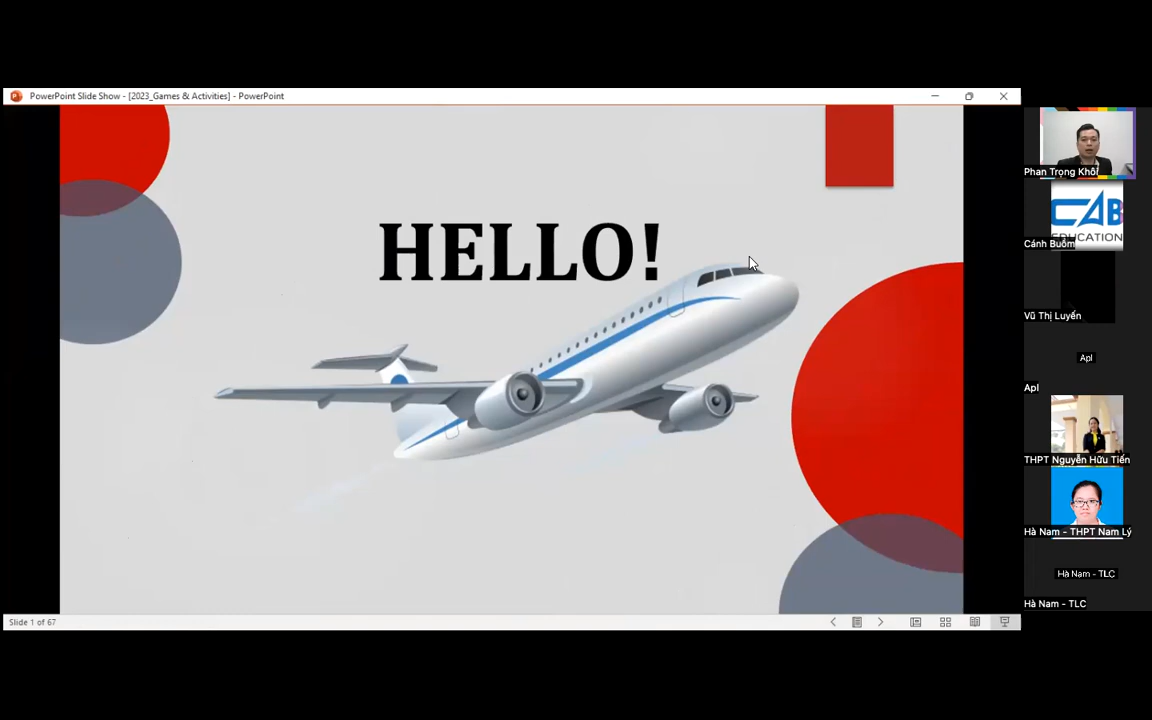 PowerPoint Slide Show - [2023_Games & Activities] - PowerPoint
HELLO!
Slide 1 of 67
Phan Trọng Khôi
CAB
EDUCATION
Cánh Buồm
Vũ Thị Luyến
Apl
Apl
THPT Nguyễn Hữu Tiến
Hà Nam - THPT Nam Lý
Hà Nam - TLC
Hà Nam - TLC